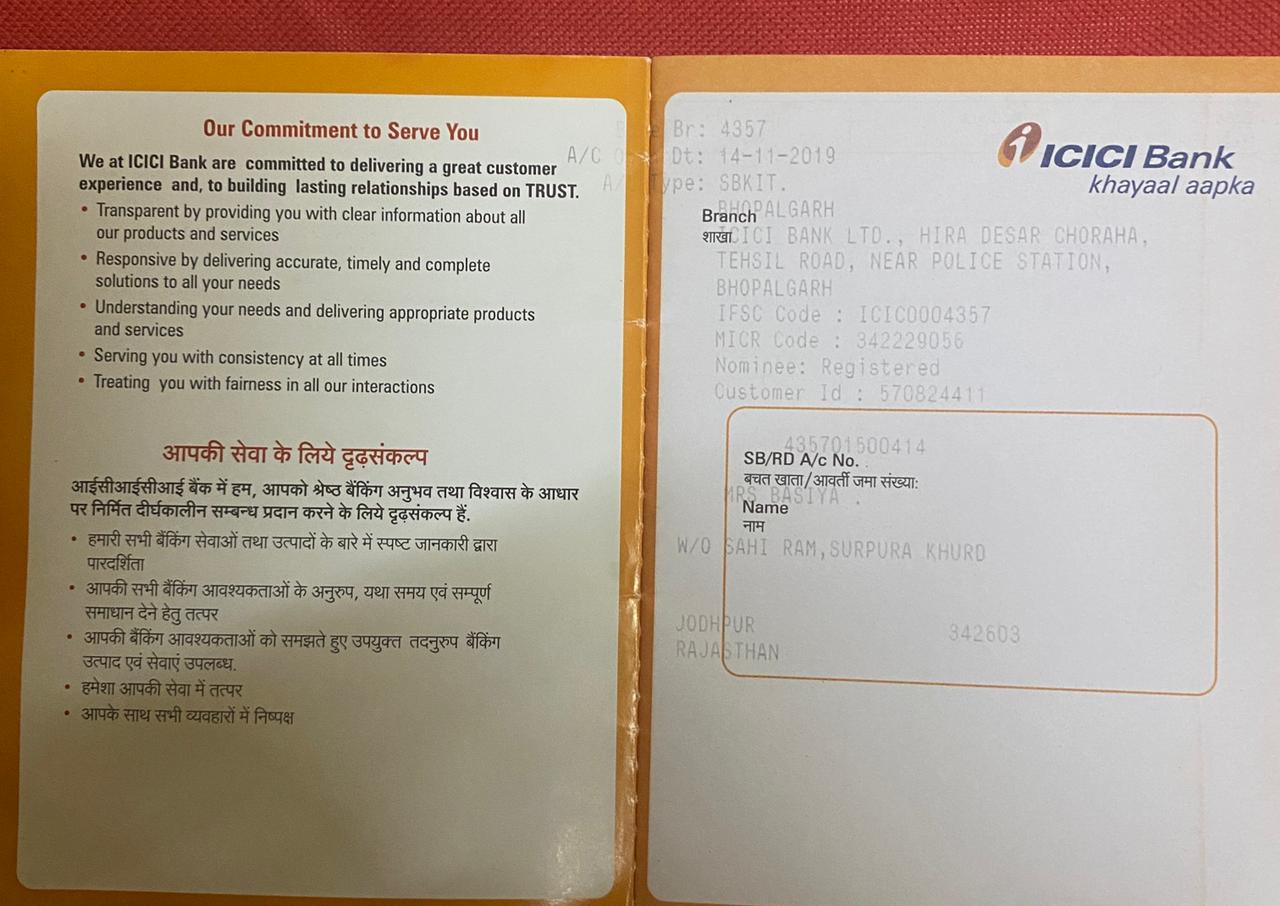 Our Commitment to Serve You
We at ICICI Bank are committed to delivering a great customer
experience and, to building lasting relationships based on TRUST.
• Transparent by providing you with clear information about all
our products and services
• Responsive by delivering accurate, timely and complete
solutions to all your needs
• Understanding your needs and delivering appropriate products
and services
• Serving you with consistency at all times
• Treating you with fairness in all our interactions
आपकी सेवा के लिये दृढ़संकल्प
आईसीआईसीआई बैंक में हम, आपको श्रेष्ठ बैंकिंग अनुभव तथा विश्वास के आधार
पर निर्मित दीर्घकालीन सम्बन्ध प्रदान करने के लिये दृढ़संकल्प हैं.
• हमारी सभी बैंकिंग सेवाओं तथा उत्पादों के बारे में स्पष्ट जानकारी द्वारा
पारदर्शिता
• आपकी सभी बैंकिंग आवश्यकताओं के अनुरुप, यथा समय एवं सम्पूर्ण
समाधान देने हेतु तत्पर
• आपकी बैंकिंग आवश्यकताओं को समझते हुए उपयुक्त तदनुरुप बैंकिंग
उत्पाद एवं सेवाएं उपलब्ध.
• हमेशा आपकी सेवा में तत्पर
• आपके साथ सभी व्यवहारों में निष्पक्ष
Br: 4357
A/C Dt: 14-11-2019
Type: SBKIT.
ICICI Bank
khayaal aapka
BHOPALGARH
Branch
शाखा
ICICI BANK LTD., HIRA DESAR CHORAHA,
TEHSIL ROAD, NEAR POLICE STATION,
BHOPALGARH
IFSC Code : ICIC0004357
MICR Code : 342229056
Nominee: Registered
Customer Id : 570824411
435701500414
SB/RD A/c No.
बचत खाता/आवर्ती जमा संख्या:
MRS BASIYA .
Name
नाम
W/O SAHI RAM,SURPURA KHURD
JODHPUR 342603
RAJASTHAN